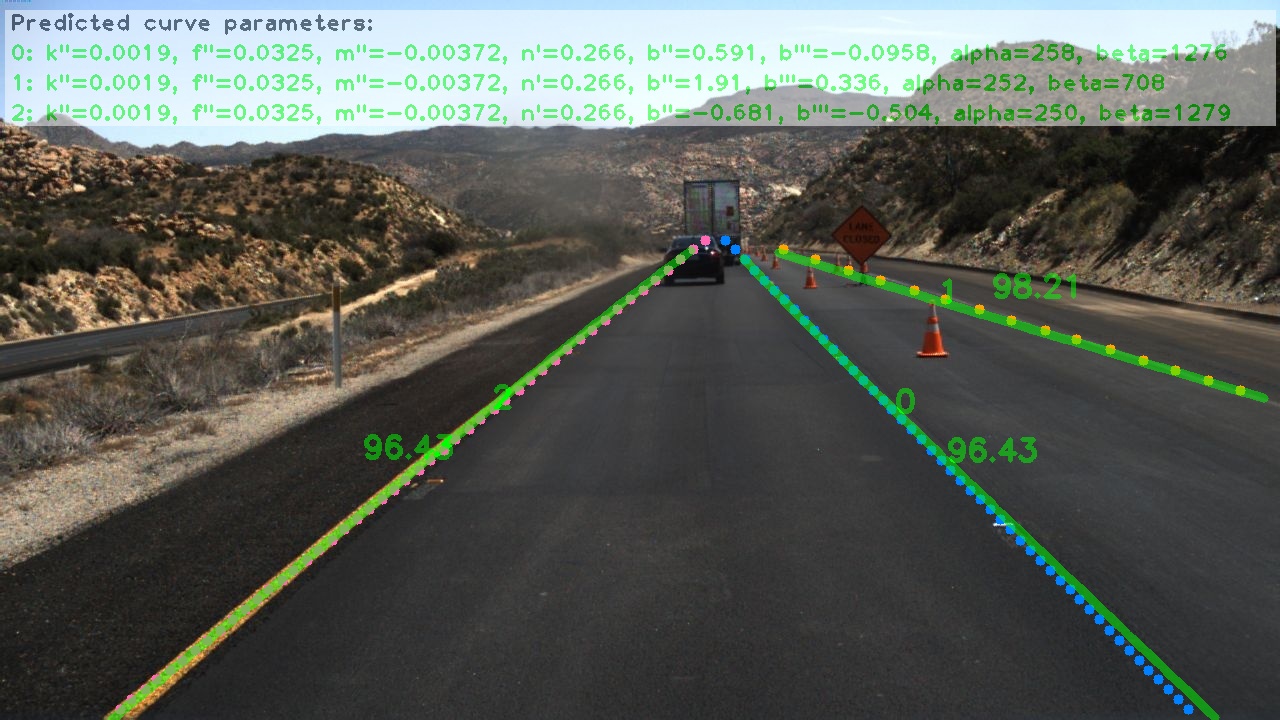 Predicted curve parameters:
0: k''=0.0019, f''=0.0325, m''=-0.00372, n'=0.266, b''=0.591, b'''=-0.0958, alpha=258, beta=1276
1: k''=0.0019, f''=0.0325, m''=-0.00372, n'=0.266, b''=1.91, b'''=0.336, alpha=252, beta=708
2: k''=0.0019, f''=0.0325, m''=-0.00372, n'=0.266, b''=-0.681, b'''=-0.504, alpha=250, beta=1279
LANE
CLOSED
1 98.21
2
0
96.43
96.43